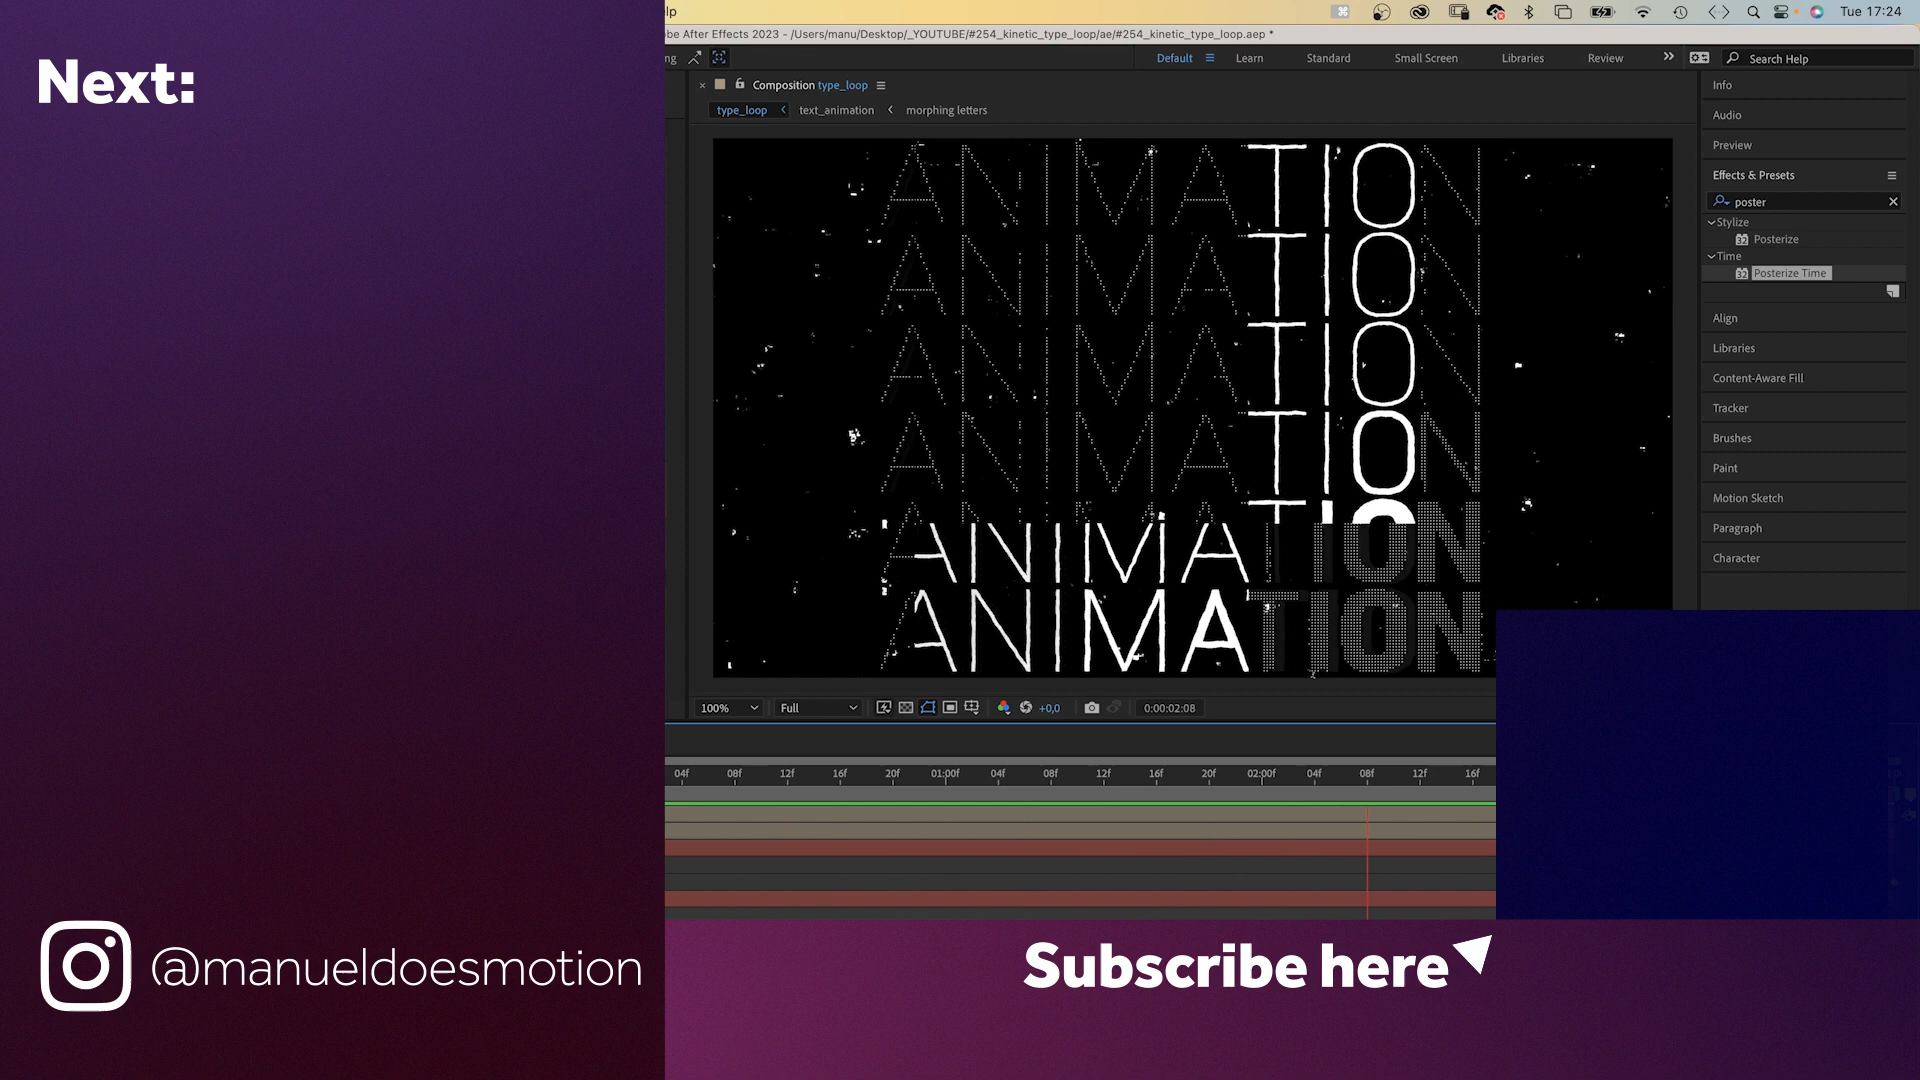 lp
Tue 17:24
be After Effects 2023 - /Users/manu/Desktop/_YOUTUBE/#254_kinetic_type_loop/ae/#254_kinetic_type_loop.aep *
Next:
ng
Default
Learn
Standard
Small Screen
Libraries
Review
Search Help
Composition type_loop
type_loop
text_animation
morphing letters
Info
Audio
Preview
Effects & Presets
poster
Stylize
32 Posterize
Time
32 Posterize Time
Align
Libraries
Content-Aware Fill
Tracker
Brushes
Paint
Motion Sketch
Paragraph
Character
ANIMATION
ANIMATION
ANIMATION
ANIMATION
ANIMATION
ANIMATION
100%
Full
+0,0
0:00:02:08
04f 08f 12f 16f 20f 01:00f 04f 08f 12f 16f 20f 02:00f 04f 08f 12f 16f
@manueldoesmotion
Subscribe here